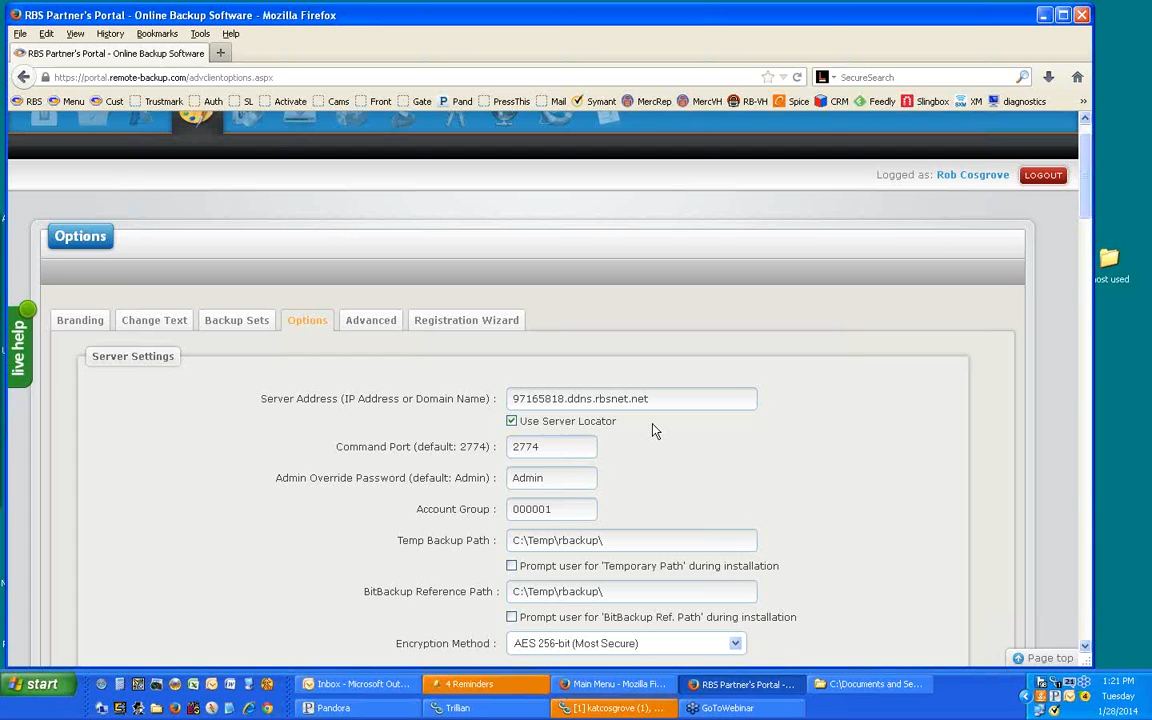 RBS Partner's Portal - Online Backup Software - Mozilla Firefox
File Edit View History Bookmarks Tools Help
RBS Partner's Portal - Online Backup Software +
https://portal.remote-backup.com/advclientoptions.aspx SecureSearch
RBS Menu Cust Trustmark Auth SL Activate Cams Front Gate Pand PressThis Mail Symant MercRep MercVH RB-VH Spice CRM Feedly Slingbox XM diagnostics »
Logged as: Rob Cosgrove LOGOUT
Options
most used
live help
Branding Change Text Backup Sets Options Advanced Registration Wizard
Server Settings
Server Address (IP Address or Domain Name) : 97165818.ddns.rbsnet.net
Use Server Locator
Command Port (default: 2774) : 2774
Admin Override Password (default: Admin) : Admin
Account Group : 000001
Temp Backup Path : C:\Temp\rbackup\
Prompt user for 'Temporary Path' during installation
BitBackup Reference Path : C:\Temp\rbackup\
Prompt user for 'BitBackup Ref. Path' during installation
Encryption Method : AES 256-bit (Most Secure)
Page top
start Inbox - Microsoft Out... 4 Reminders Main Menu - Mozilla Fi... RBS Partner's Portal -... C:\Documents and Se... 1:21 PM
Tuesday
Pandora Trillian [1] katcosgrove (1), ... GoToWebinar 1/28/2014